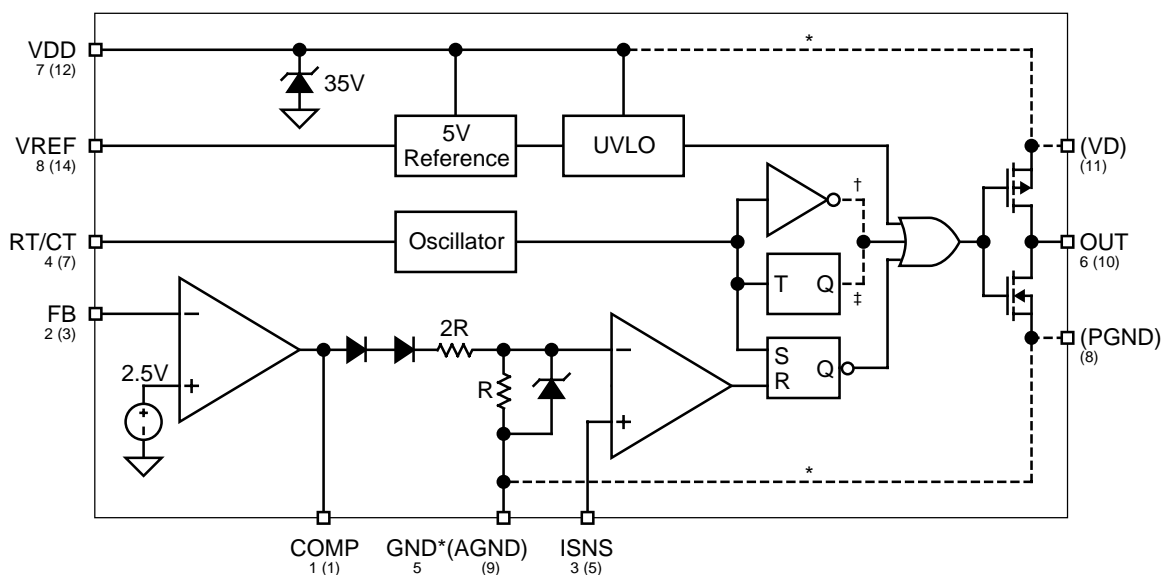 VDD
7 (12)
35V
*
VREF
8 (14)
5V
Reference
UVLO
(VD)
(11)
†
RT/CT
4 (7)
Oscillator
OUT
6 (10)
T Q
‡
FB
2 (3)
2R
(PGND)
(8)
2.5V
−
+
+
-
R
−
+
S
R
Q
*
COMP
1 (1)
GND*(AGND)
5 (9)
ISNS
3 (5)